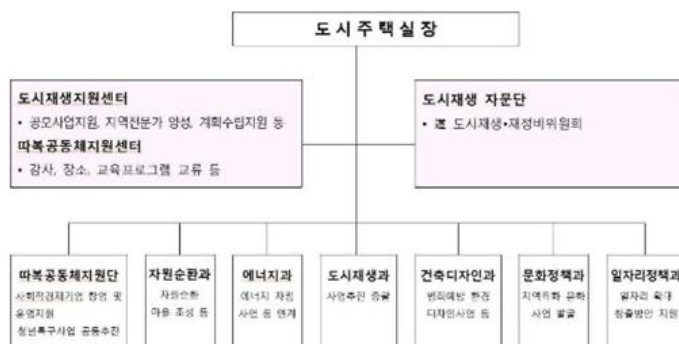 도시주택실장
도시재생지원센터
• 공모사업지원, 지역전문가 양성, 계획수립지원 등
따복공동체지원센터
• 강사, 장소, 교육프로그램 교류 등
도시재생 자문단
• 道 도시재생•재정비위원회
따복공동체지원단
사회적경제기업 창업 및
운영지원
청년특구사업 공동추진
자원순환과
자원순환
마을 조성 등
에너지과
에너지 자립
사업 등 연계
도시재생과
사업추진 총괄
건축디자인과
범죄예방 환경
디자인사업 등
문화정책과
지역특화 문화
사업 발굴
일자리정책과
일자리 확대
창출방안 지원